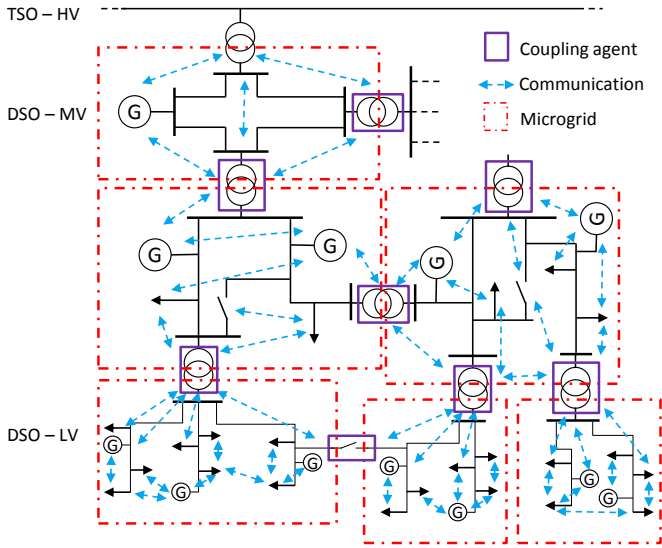 TSO – HV
Coupling agent
Communication
Microgrid
DSO – MV
G
G
G
G
G
DSO – LV
G
G
G
G
G
G
G